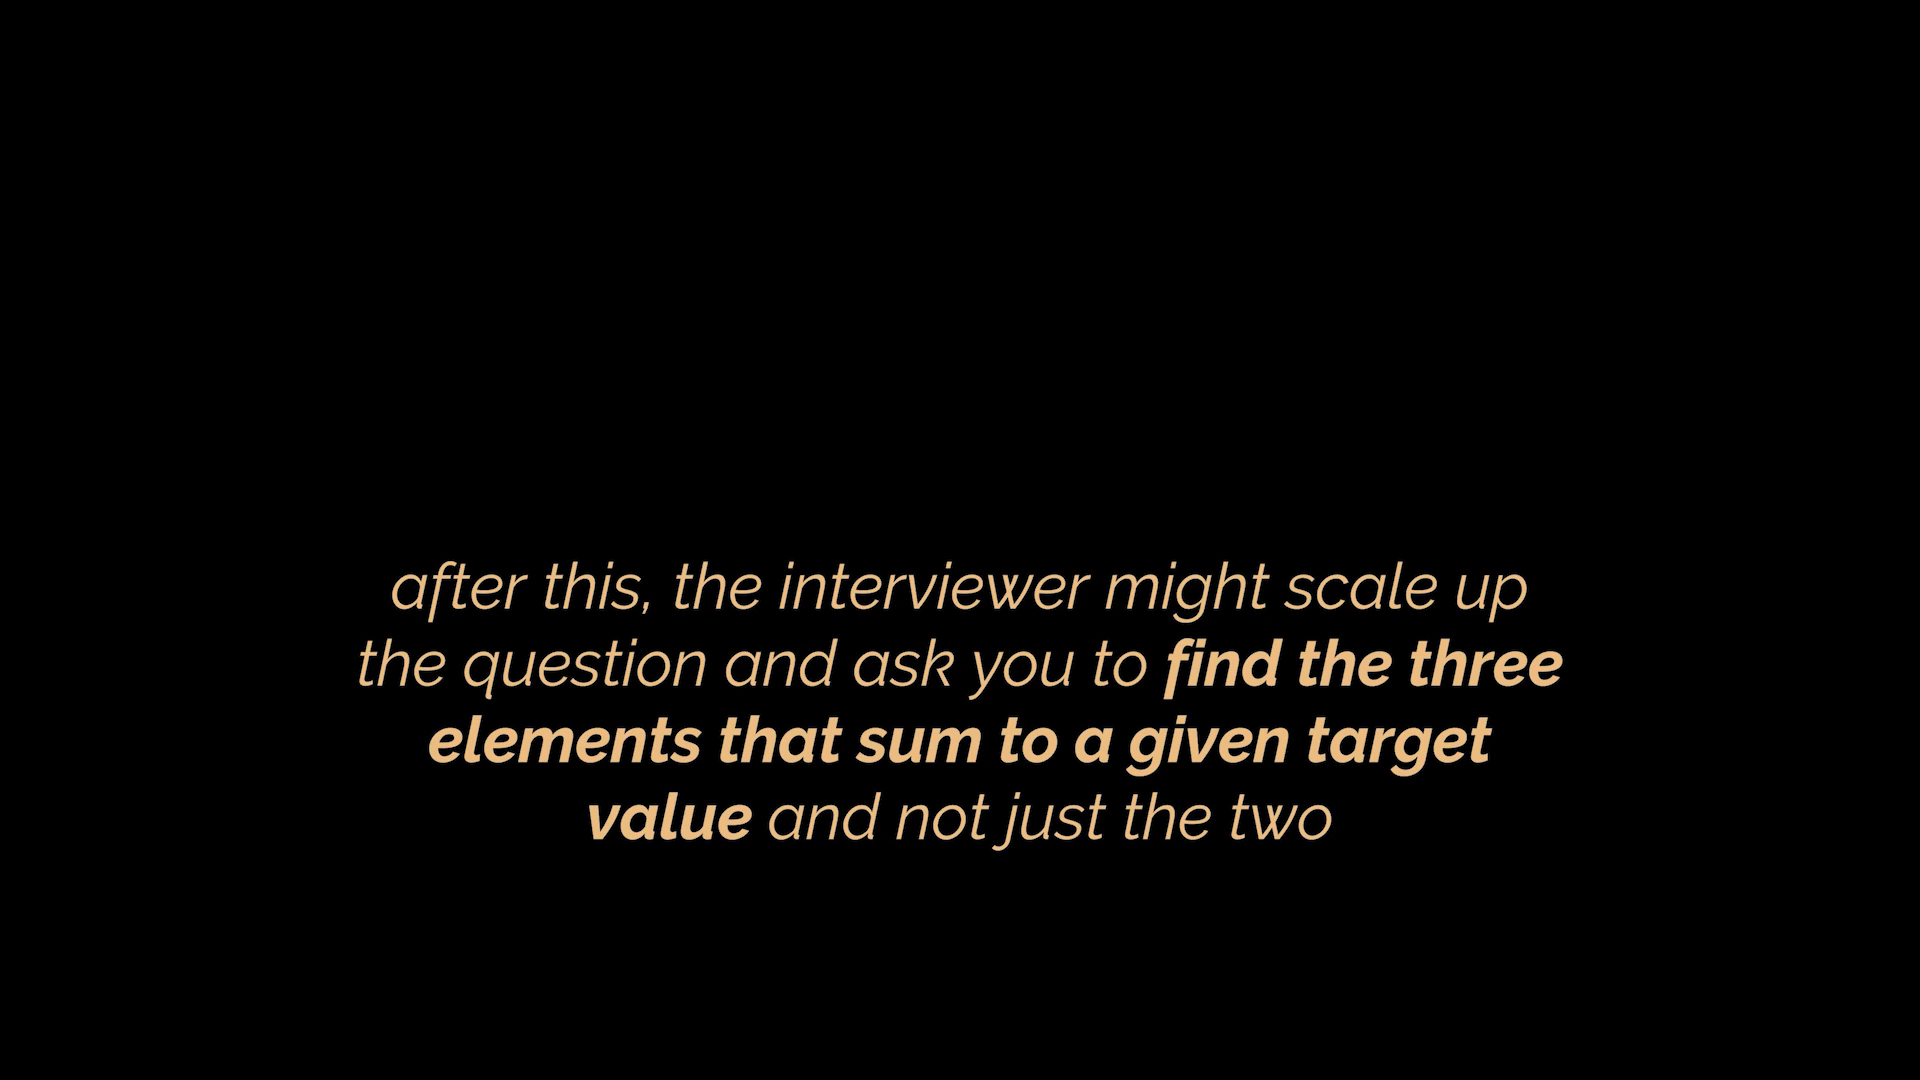 after this, the interviewer might scale up
the question and ask you to find the three
elements that sum to a given target
value and not just the two